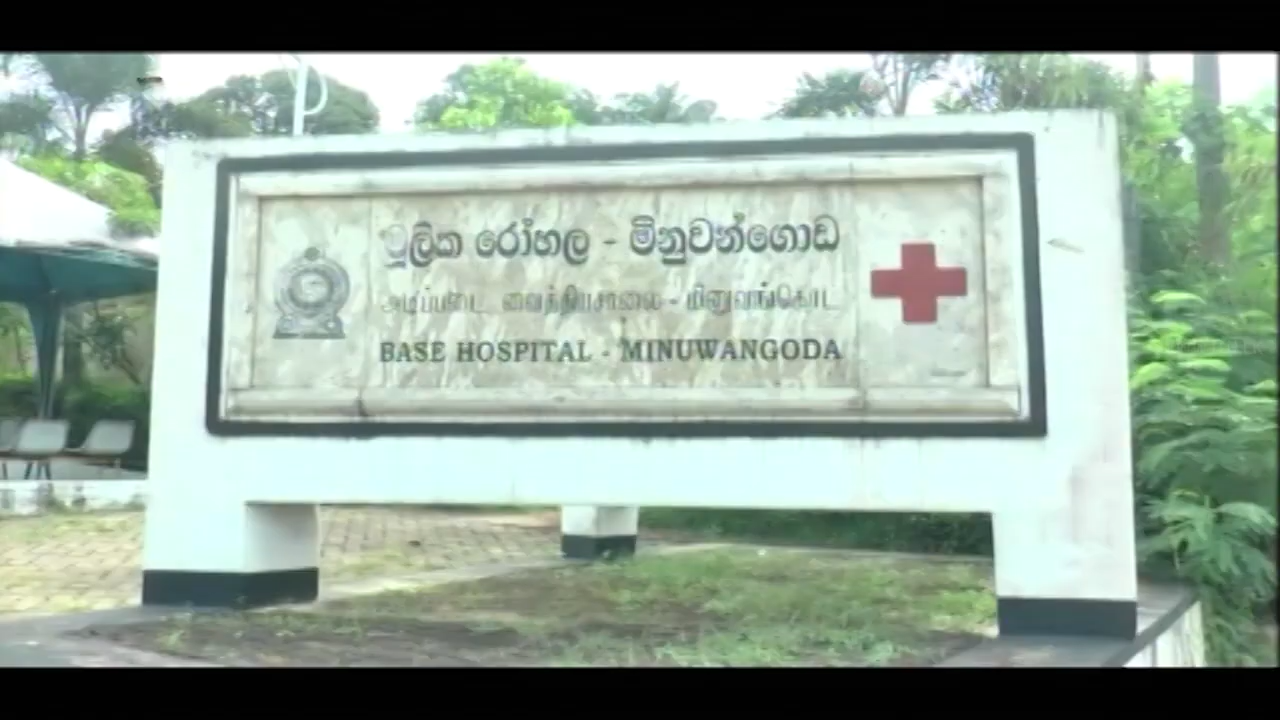 මූලික රෝහල - මිනුවන්ගොඩ
அடிப்படை வைத்தியசாலை - மினுவங்கொட
BASE HOSPITAL - MINUWANGODA